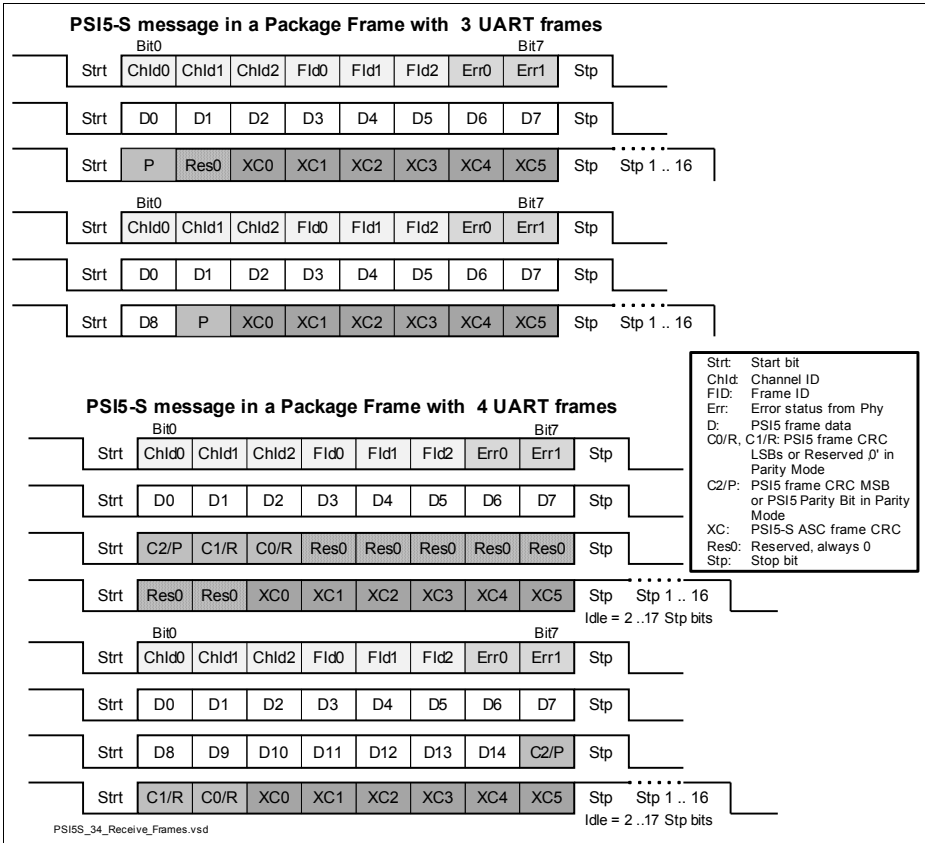 PSI5-S message in a Package Frame with 3 UART frames
Bit0 Bit7
Strt ChId0 ChId1 ChId2 FId0 FId1 FId2 Err0 Err1 Stp
Strt D0 D1 D2 D3 D4 D5 D6 D7 Stp
Strt P Res0 XC0 XC1 XC2 XC3 XC4 XC5 Stp Stp 1 .. 16
Bit0 Bit7
Strt ChId0 ChId1 ChId2 FId0 FId1 FId2 Err0 Err1 Stp
Strt D0 D1 D2 D3 D4 D5 D6 D7 Stp
Strt D8 P XC0 XC1 XC2 XC3 XC4 XC5 Stp Stp 1 .. 16
Strt: Start bit
ChId: Channel ID
FID: Frame ID
Err: Error status from Phy
D: PSI5 frame data
C0/R, C1/R: PSI5 frame CRC
LSBs or Reserved ‚0' in
Parity Mode
C2/P: PSI5 frame CRC MSB
or PSI5 Parity Bit in Parity
Mode
XC: PSI5-S ASC frame CRC
Res0: Reserved, always 0
Stp: Stop bit
PSI5-S message in a Package Frame with 4 UART frames
Bit0 Bit7
Strt ChId0 ChId1 ChId2 FId0 FId1 FId2 Err0 Err1 Stp
Strt D0 D1 D2 D3 D4 D5 D6 D7 Stp
Strt C2/P C1/R C0/R Res0 Res0 Res0 Res0 Res0 Stp
Strt Res0 Res0 XC0 XC1 XC2 XC3 XC4 XC5 Stp Stp 1 .. 16
Idle = 2 ..17 Stp bits
Bit0 Bit7
Strt ChId0 ChId1 ChId2 FId0 FId1 FId2 Err0 Err1 Stp
Strt D0 D1 D2 D3 D4 D5 D6 D7 Stp
Strt D8 D9 D10 D11 D12 D13 D14 C2/P Stp
Strt C1/R C0/R XC0 XC1 XC2 XC3 XC4 XC5 Stp Stp 1 .. 16
Idle = 2 ..17 Stp bits
PSI5S_34_Receive_Frames.vsd